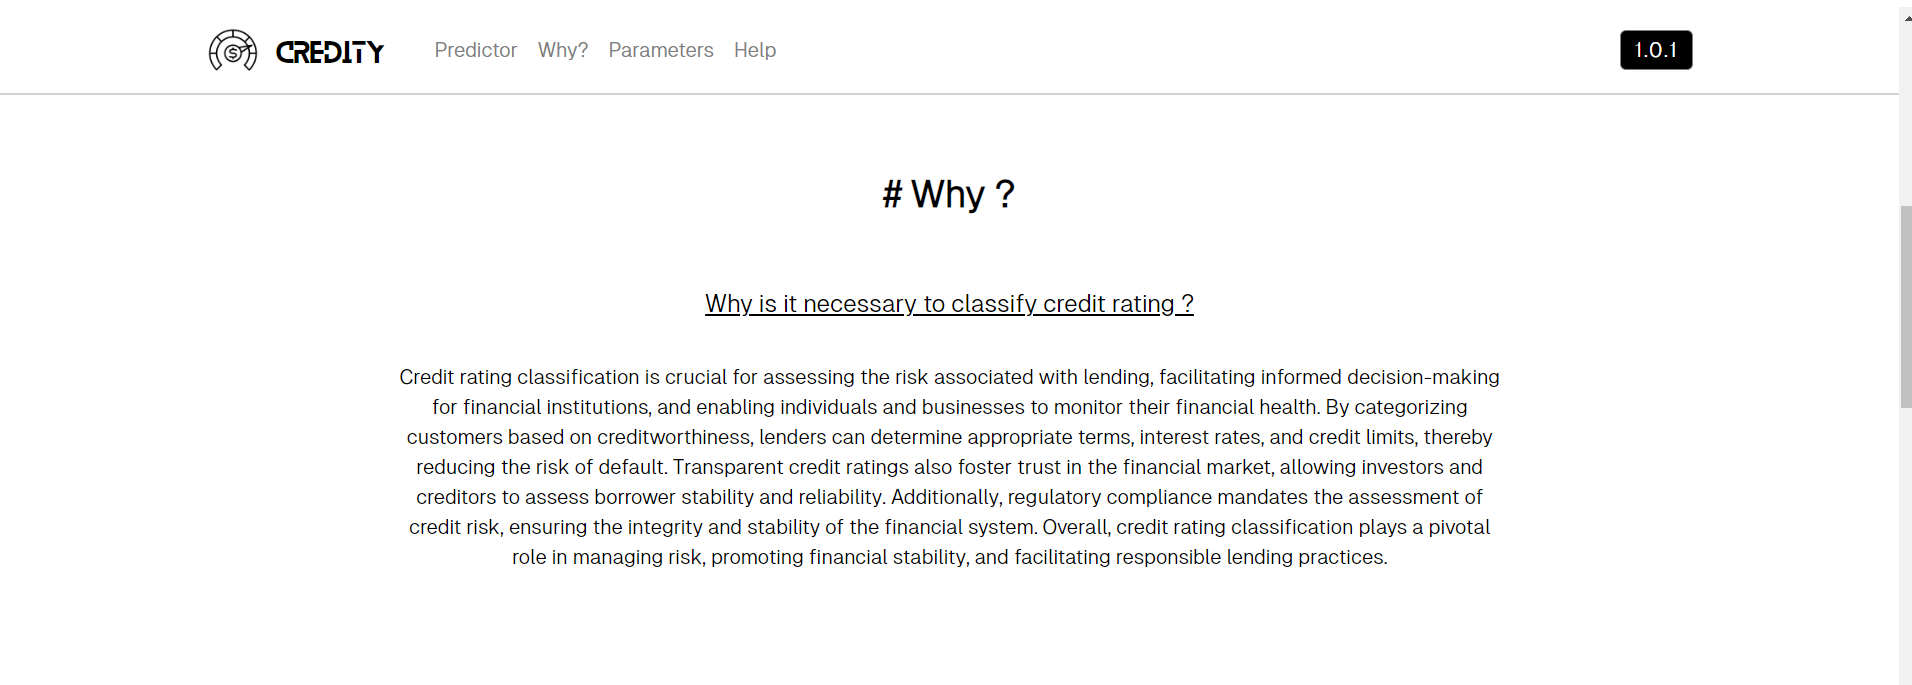 CREDITY Predictor Why? Parameters Help 1.0.1
# Why ?
Why is it necessary to classify credit rating ?
Credit rating classification is crucial for assessing the risk associated with lending, facilitating informed decision-making
for financial institutions, and enabling individuals and businesses to monitor their financial health. By categorizing
customers based on creditworthiness, lenders can determine appropriate terms, interest rates, and credit limits, thereby
reducing the risk of default. Transparent credit ratings also foster trust in the financial market, allowing investors and
creditors to assess borrower stability and reliability. Additionally, regulatory compliance mandates the assessment of
credit risk, ensuring the integrity and stability of the financial system. Overall, credit rating classification plays a pivotal
role in managing risk, promoting financial stability, and facilitating responsible lending practices.